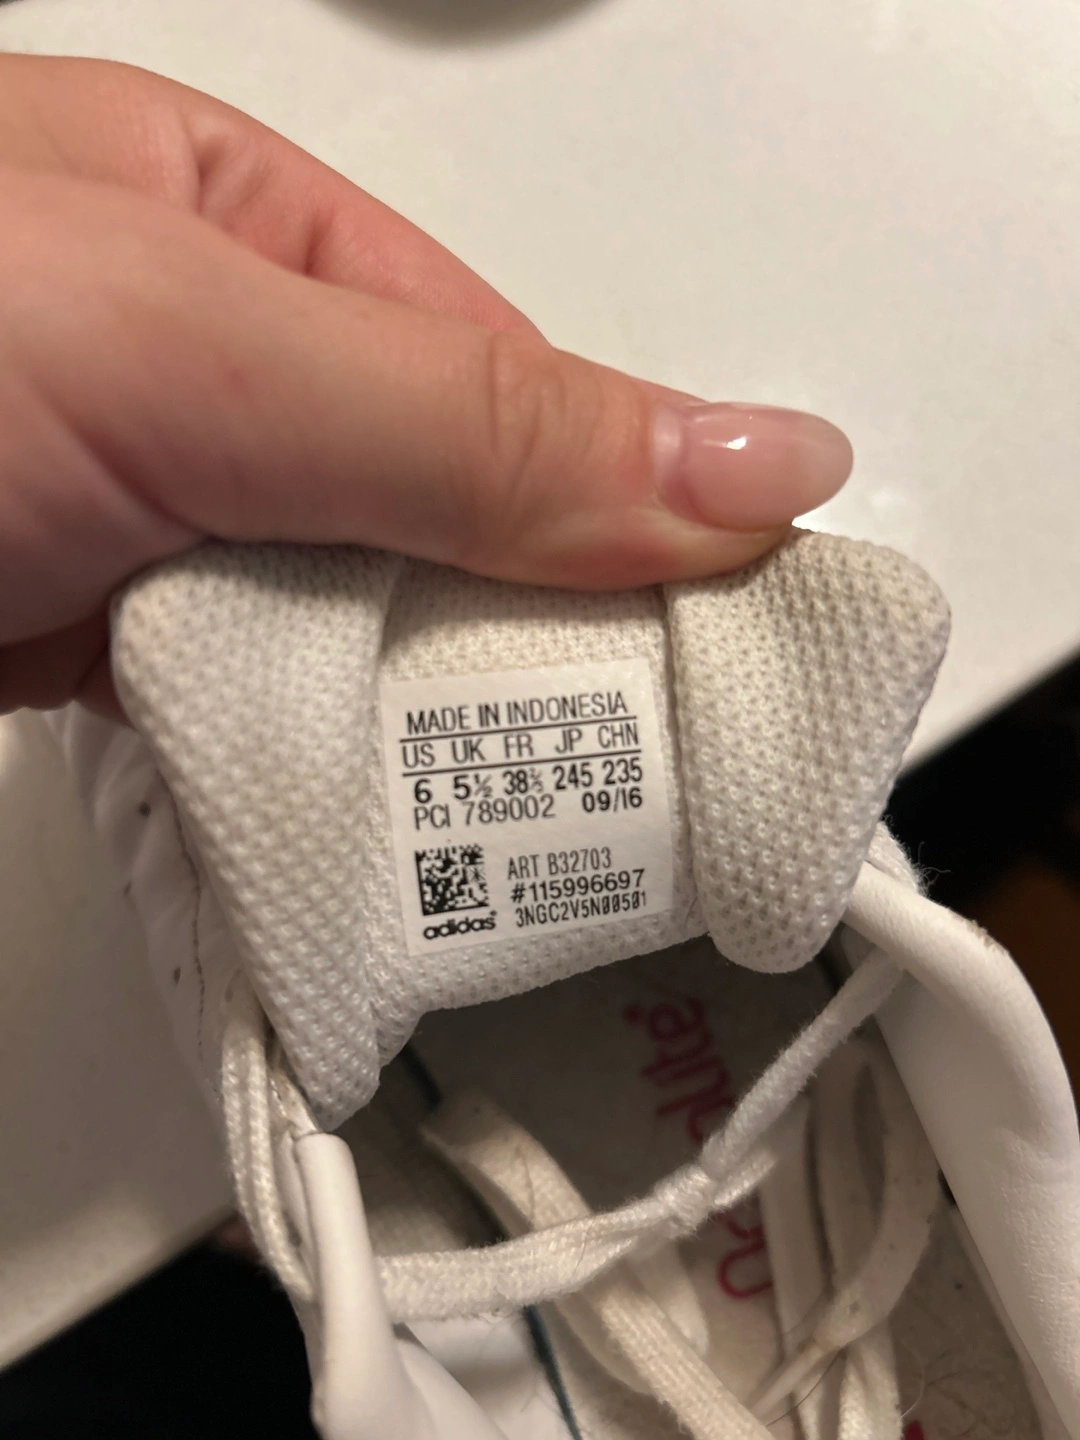 MADE IN INDONESIA
US UK FR JP CHN
6 5½ 38⅔ 245 235
PCI 789002 09/16
ART B32703
#115996697
3NGC2V5N00501
adidas